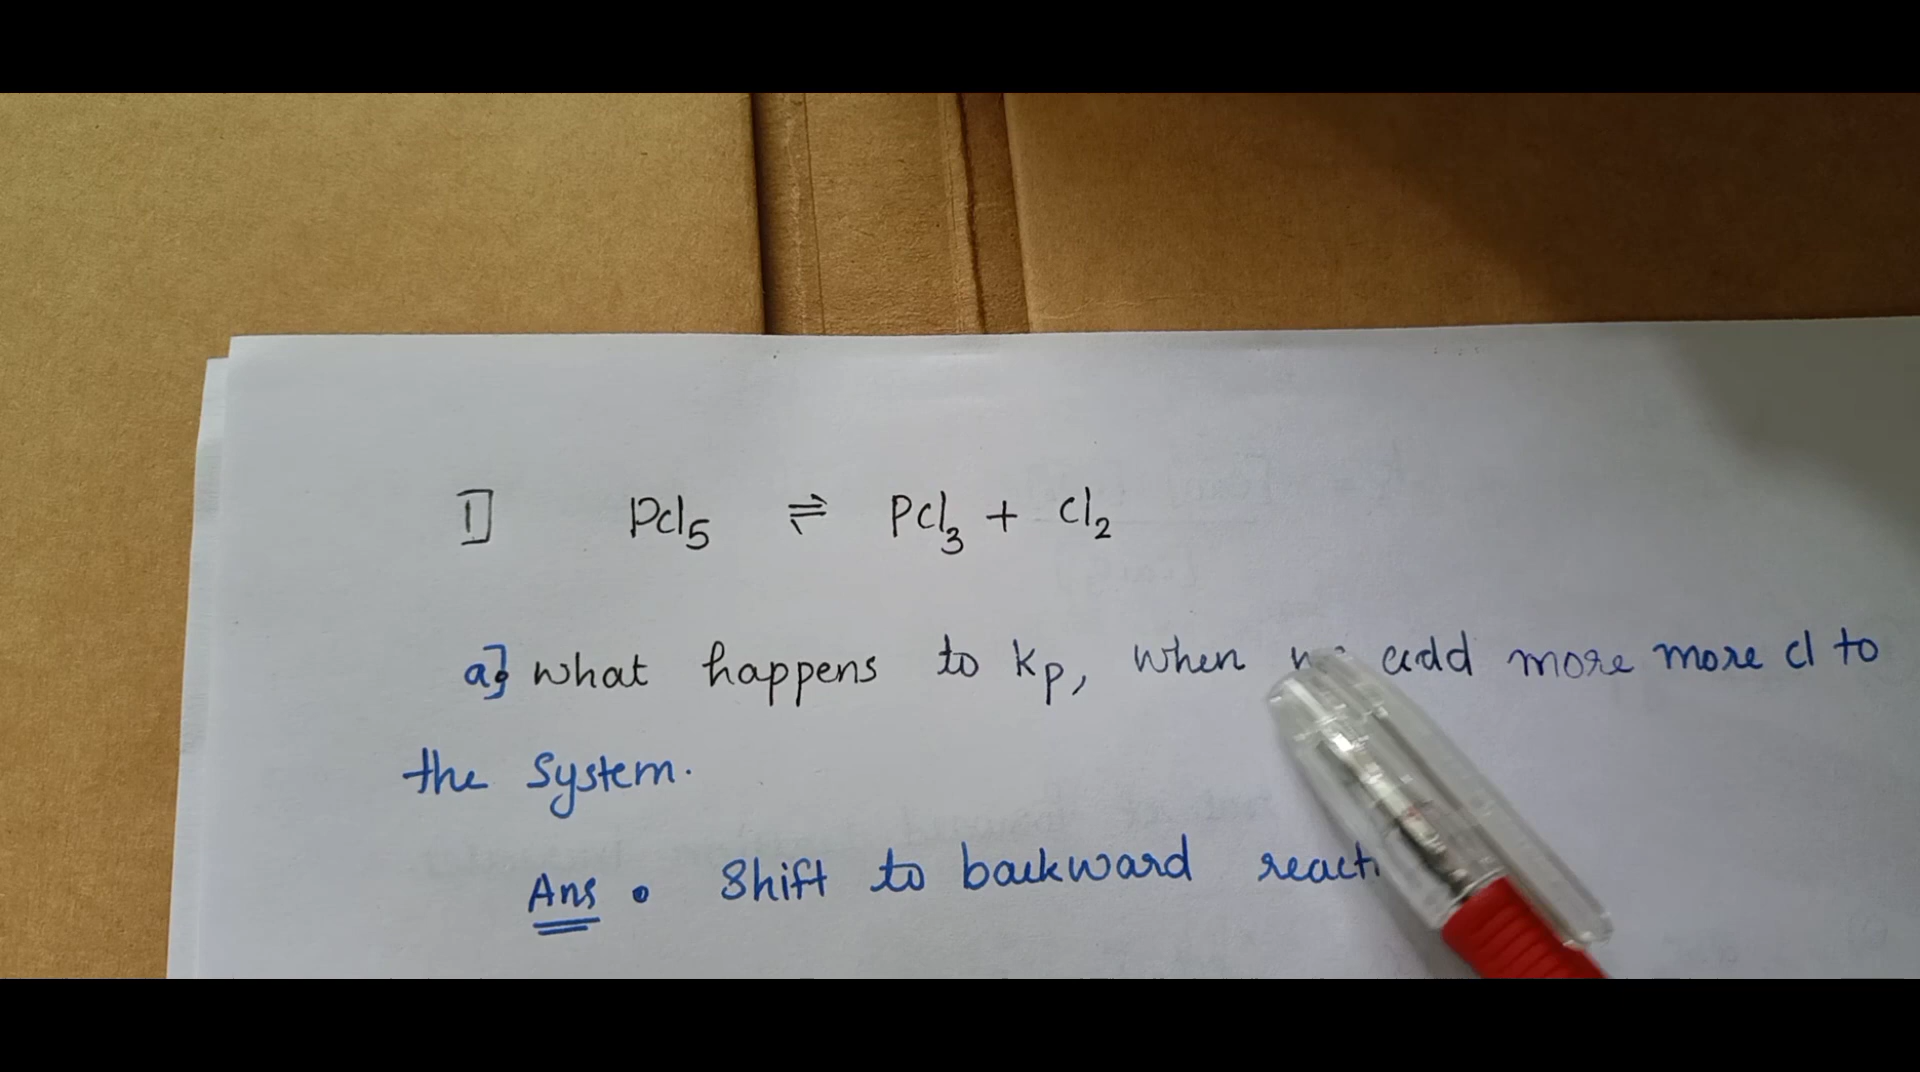 1] PCl5 ⇌ PCl3 + Cl2
a] What happens to Kp, when add more more cl to
the system.
Ans • Shift to backward